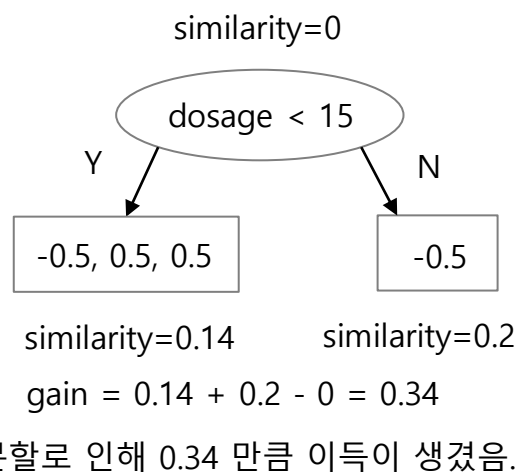 similarity=0
dosage < 15
Y
N
-0.5, 0.5, 0.5
-0.5
similarity=0.14
similarity=0.2
gain = 0.14 + 0.2 - 0 = 0.34
분할로 인해 0.34 만큼 이득이 생겼음.